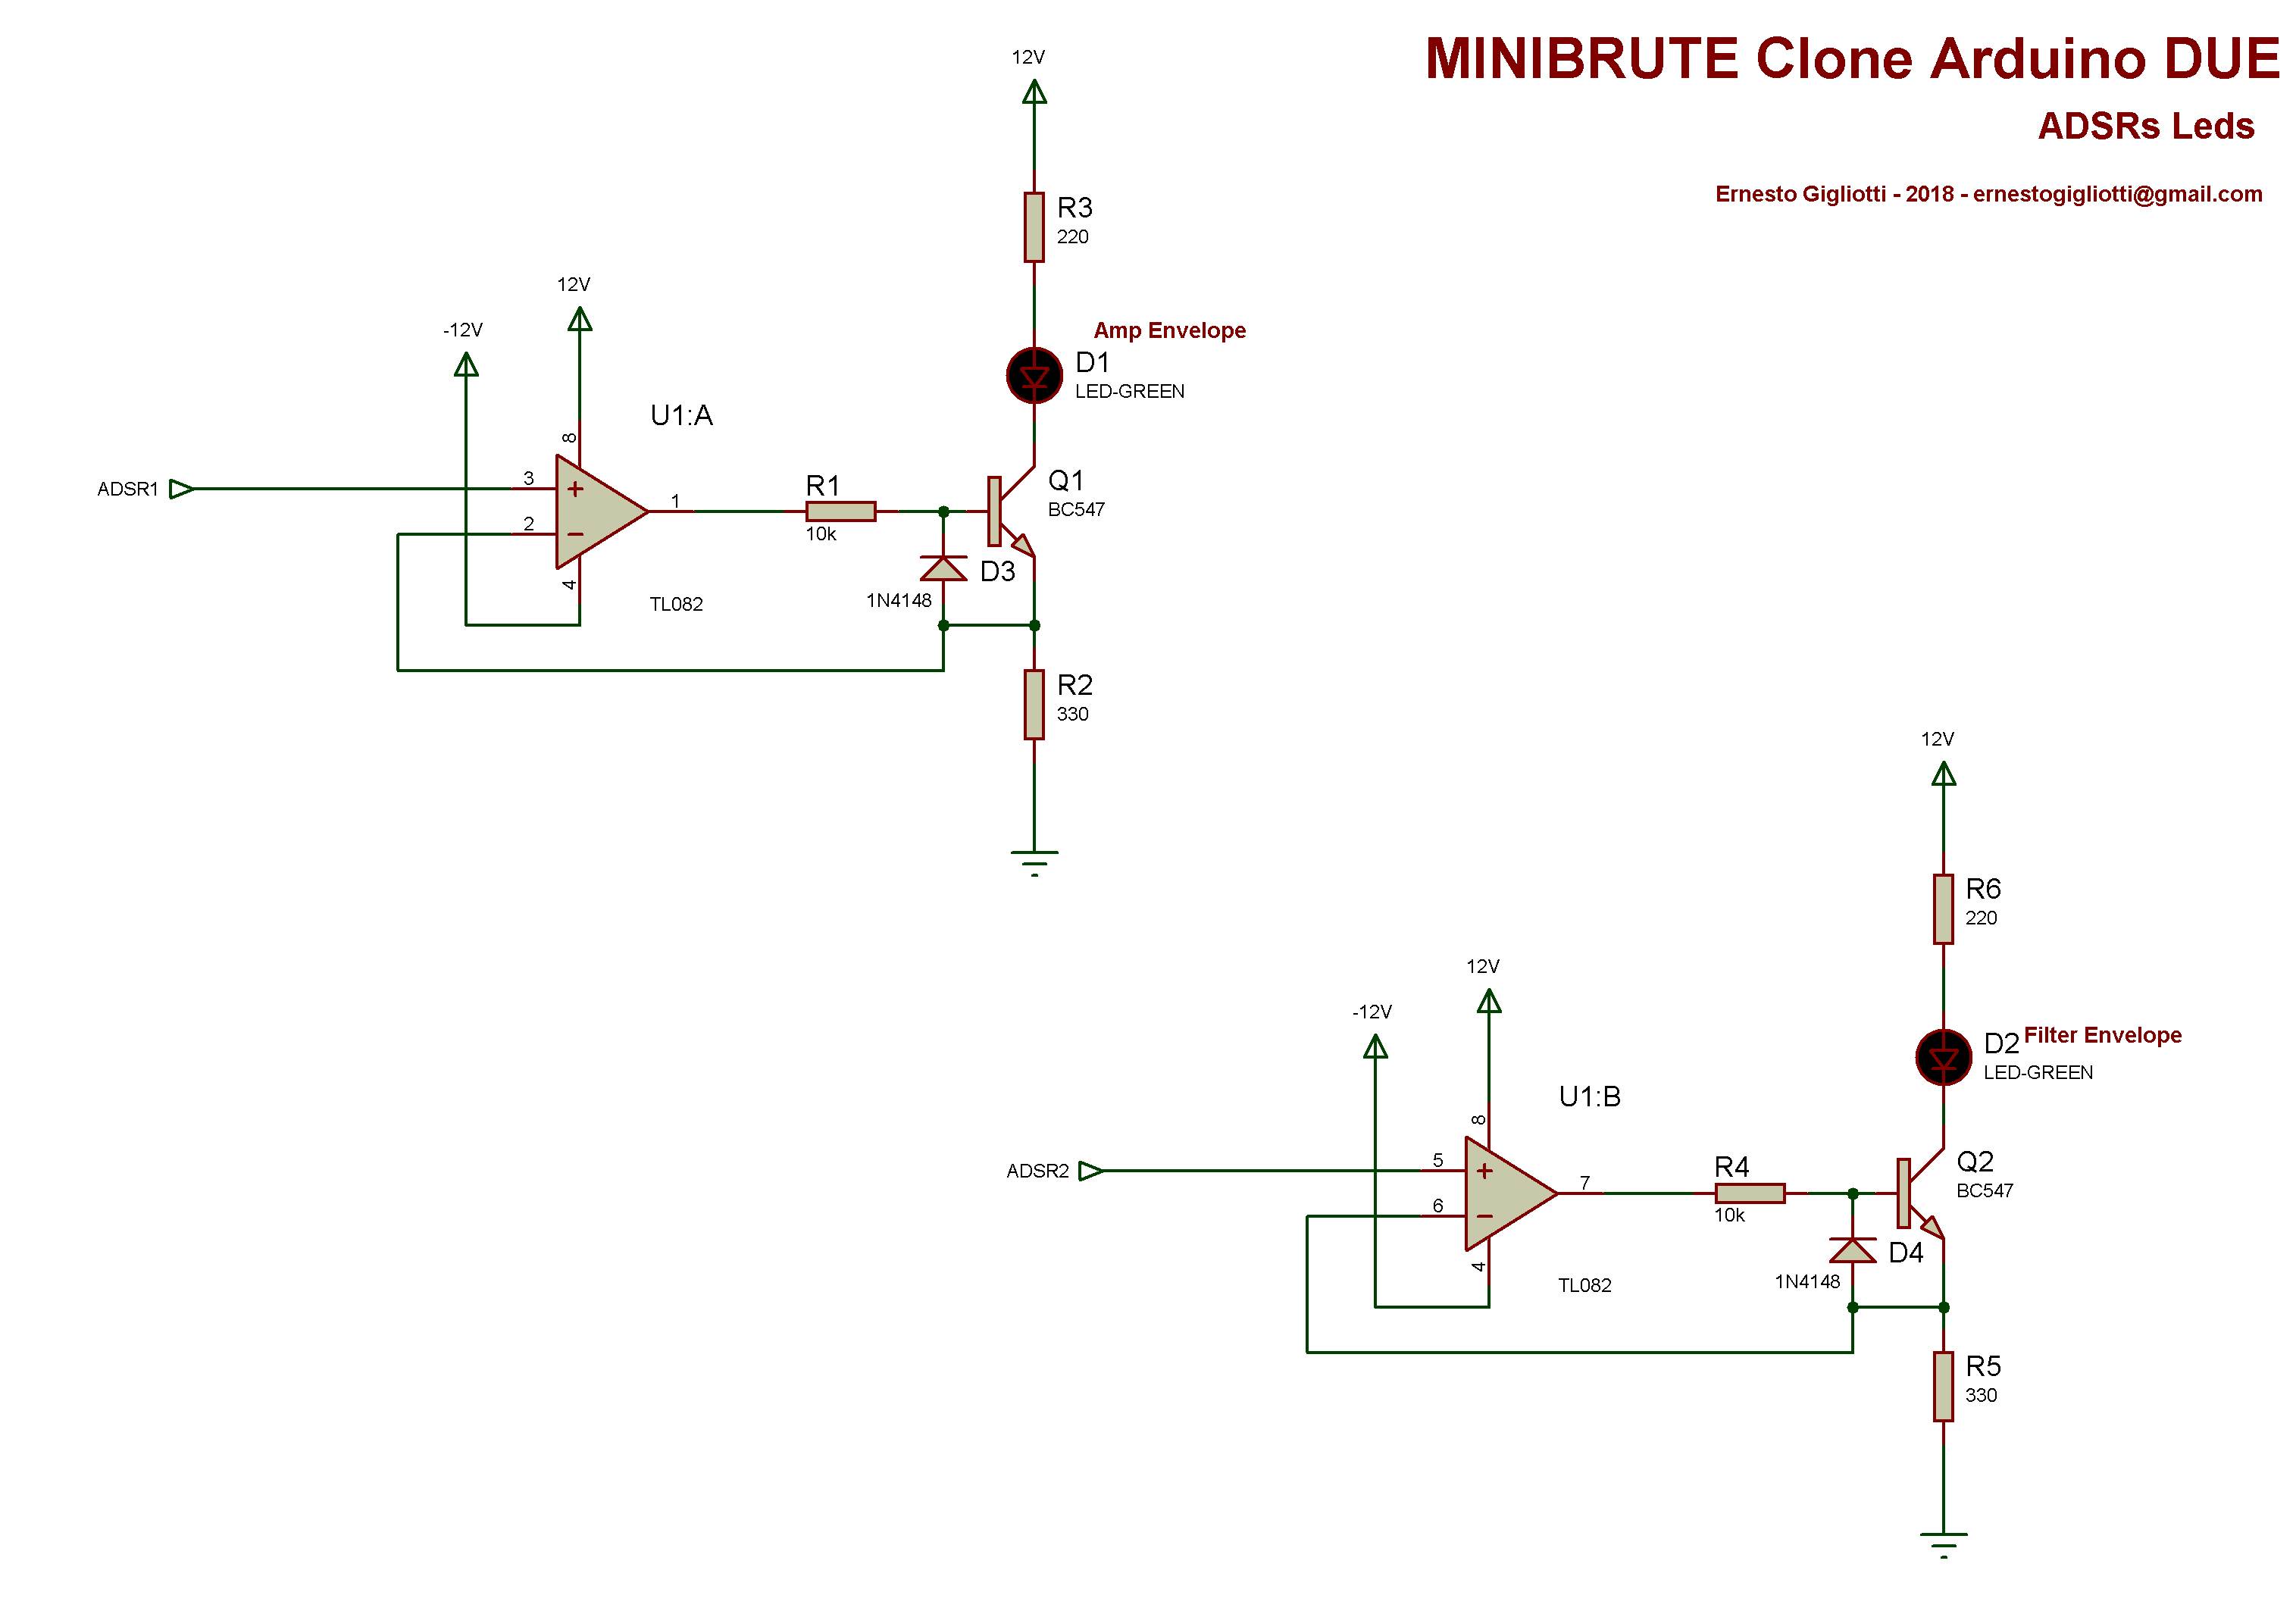 MINIBRUTE Clone Arduino DUE
ADSRs Leds
Ernesto Gigliotti - 2018 - ernestogigliotti@gmail.com
12V
R3
220
Amp Envelope
D1
LED-GREEN
12V
-12V
U1:A
8
ADSR1
3
2
1
4
TL082
R1
10k
Q1
BC547
D3
1N4148
R2
330
12V
R6
220
Filter Envelope
D2
LED-GREEN
12V
-12V
U1:B
8
ADSR2
5
6
7
4
TL082
R4
10k
Q2
BC547
D4
1N4148
R5
330